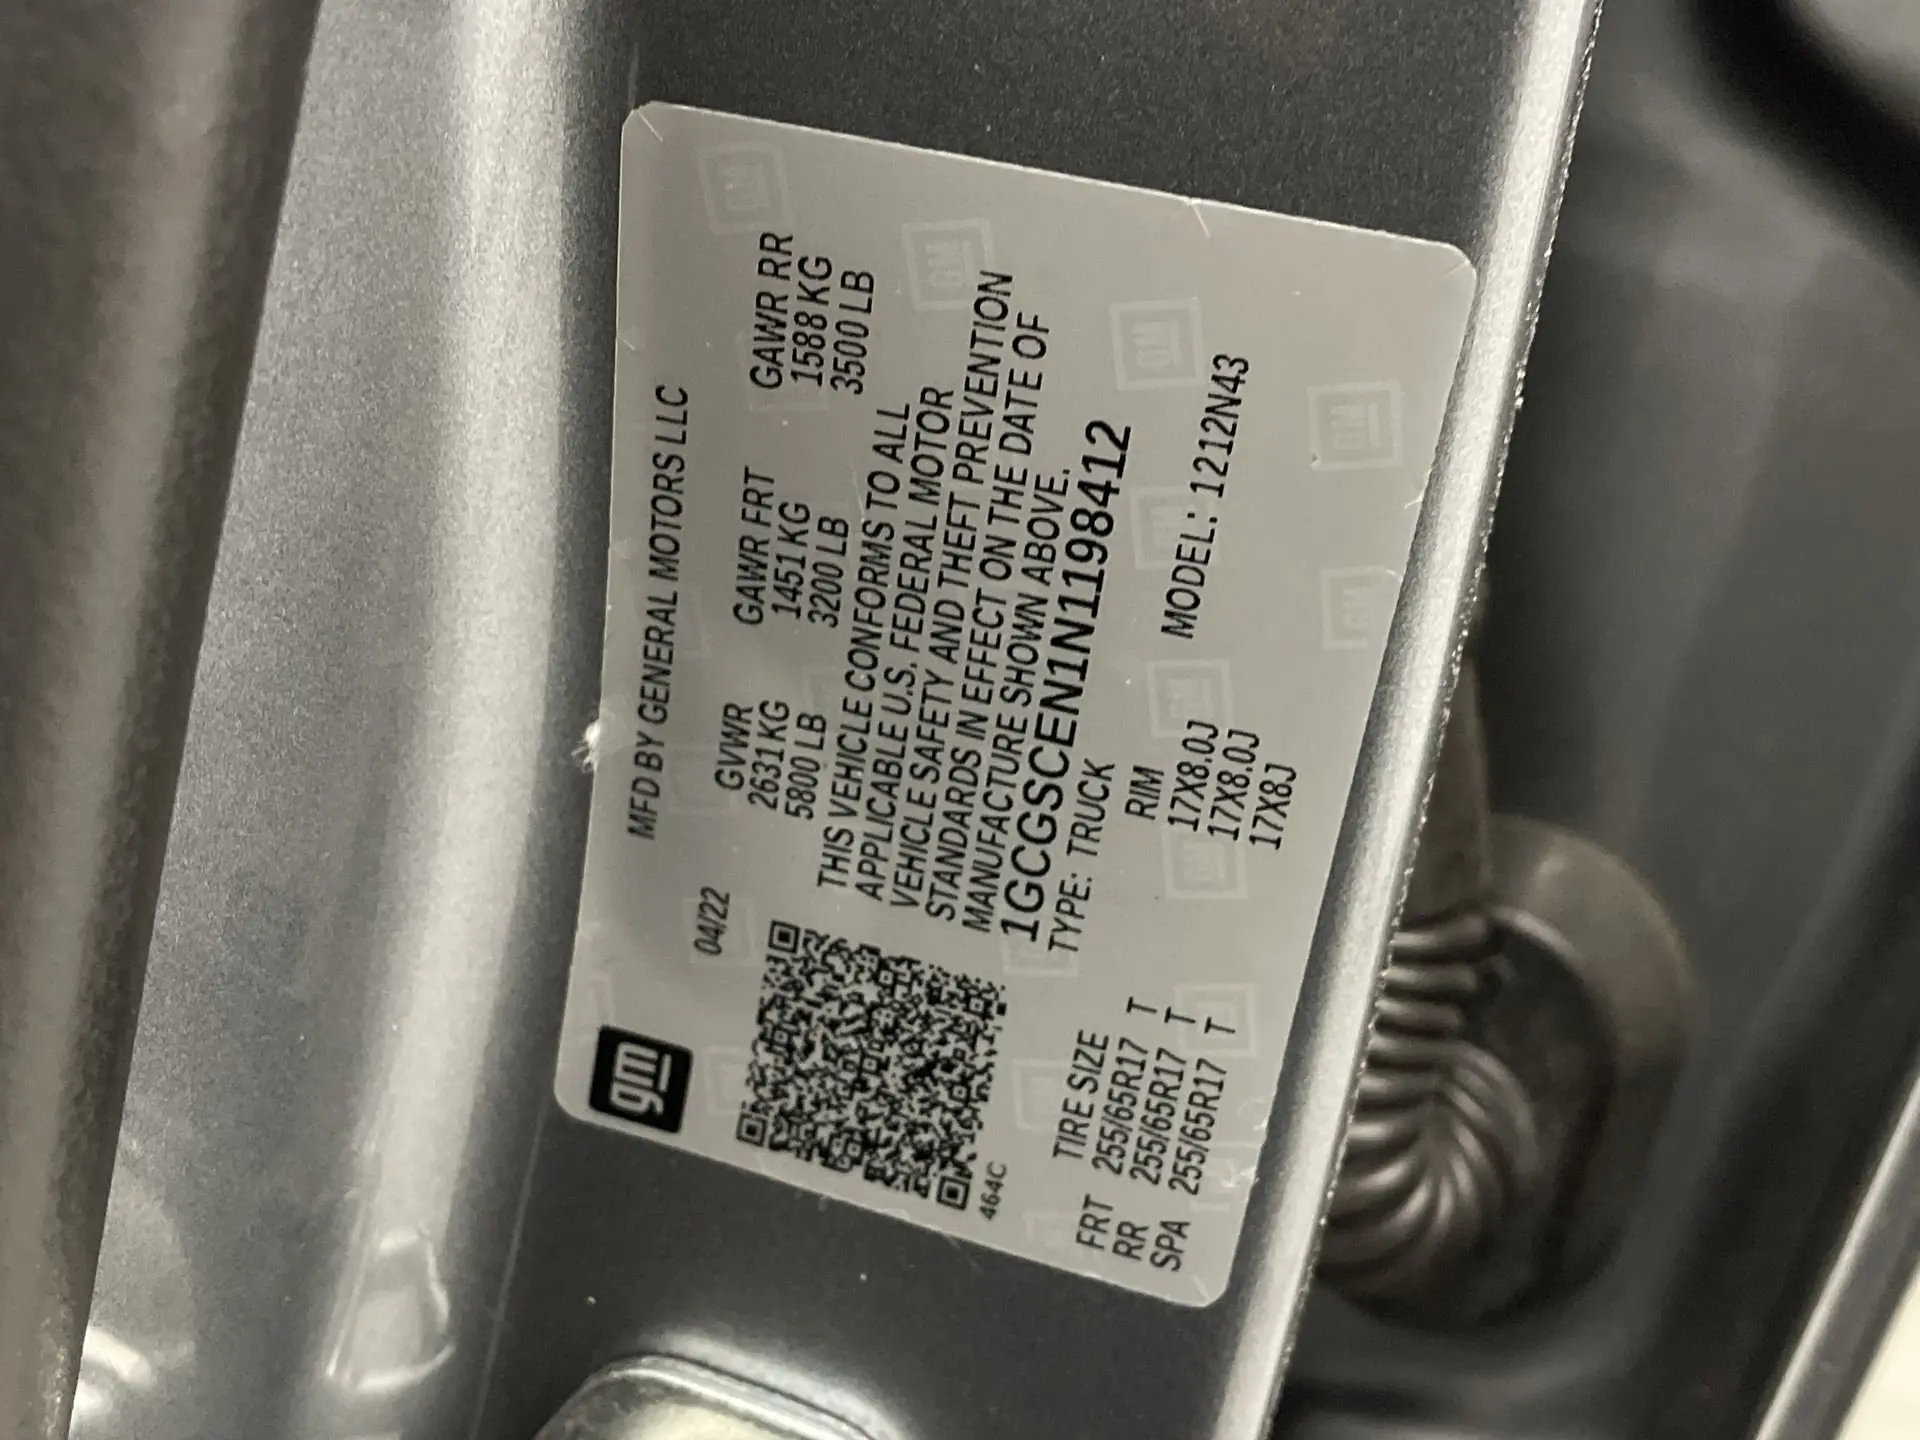 gm
MFD BY GENERAL MOTORS LLC
04/22
GVWR GAWR FRT GAWR RR
2631 KG 1451 KG 1588 KG
5800 LB 3200 LB 3500 LB
THIS VEHICLE CONFORMS TO ALL
APPLICABLE U.S. FEDERAL MOTOR
VEHICLE SAFETY AND THEFT PREVENTION
STANDARDS IN EFFECT ON THE DATE OF
MANUFACTURE SHOWN ABOVE.
1GCGSCEN1N1198412
464C
TYPE: TRUCK
MODEL: 1212N43
TIRE SIZE RIM
FRT 255/65R17 T 17X8.0J
RR 255/65R17 T 17X8.0J
SPA 255/65R17 T 17X8J